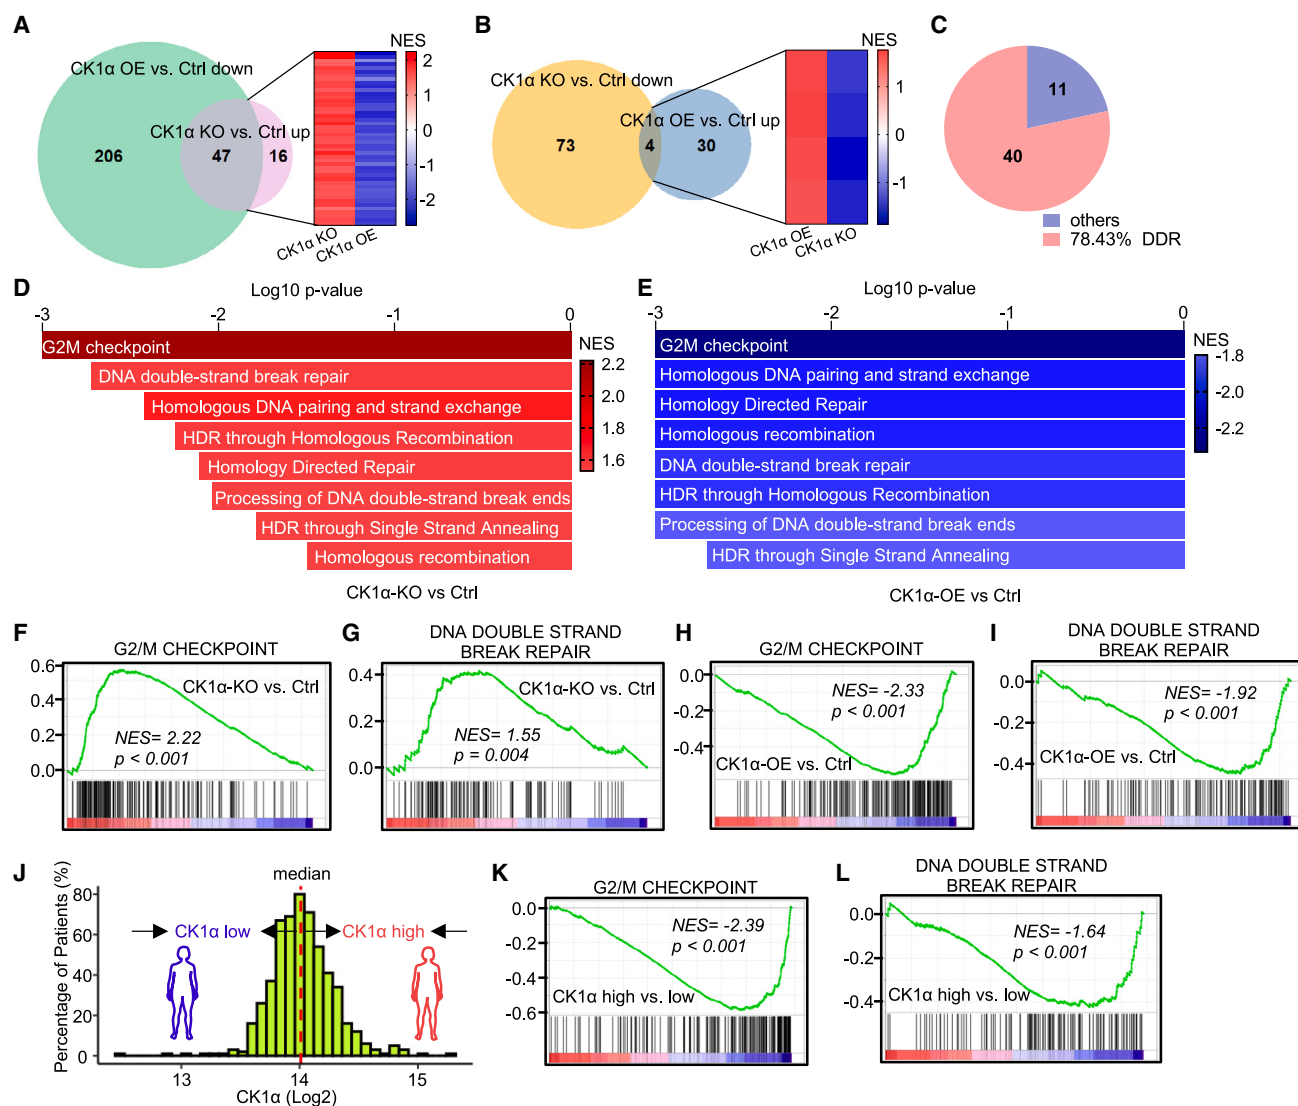 A
CK1α OE vs. Ctrl down
CK1α KO vs. Ctrl up
206
47
16
NES
2
1
0
-1
-2
CK1α KO
CK1α OE
B
CK1α KO vs. Ctrl down
CK1α OE vs. Ctrl up
73
4
30
NES
1
0
-1
CK1α OE
CK1α KO
C
11
40
others
78.43% DDR
D
Log10 p-value
-3
-2
-1
0
G2M checkpoint
DNA double-strand break repair
Homologous DNA pairing and strand exchange
HDR through Homologous Recombination
Homology Directed Repair
Processing of DNA double-strand break ends
HDR through Single Strand Annealing
Homologous recombination
NES
2.2
2.0
1.8
1.6
CK1α-KO vs Ctrl
E
Log10 p-value
-3
-2
-1
0
G2M checkpoint
Homologous DNA pairing and strand exchange
Homology Directed Repair
Homologous recombination
DNA double-strand break repair
HDR through Homologous Recombination
Processing of DNA double-strand break ends
HDR through Single Strand Annealing
NES
-1.8
-2.0
-2.2
CK1α-OE vs Ctrl
F
G2/M CHECKPOINT
0.6
0.4
0.2
0.0
CK1α-KO vs. Ctrl
NES= 2.22
p < 0.001
G
DNA DOUBLE STRAND
BREAK REPAIR
0.4
0.2
0.0
CK1α-KO vs. Ctrl
NES= 1.55
p = 0.004
H
G2/M CHECKPOINT
0.0
-0.2
-0.4
NES= -2.33
p < 0.001
CK1α-OE vs. Ctrl
I
DNA DOUBLE STRAND
BREAK REPAIR
0.0
-0.2
-0.4
NES= -1.92
p < 0.001
CK1α-OE vs. Ctrl
J
median
CK1α low
CK1α high
Percentage of Patients (%)
80
60
40
20
0
13
14
15
CK1α (Log2)
K
G2/M CHECKPOINT
0.0
-0.2
-0.4
-0.6
NES= -2.39
p < 0.001
CK1α high vs. low
L
DNA DOUBLE STRAND
BREAK REPAIR
0.0
-0.2
-0.4
NES= -1.64
p < 0.001
CK1α high vs. low